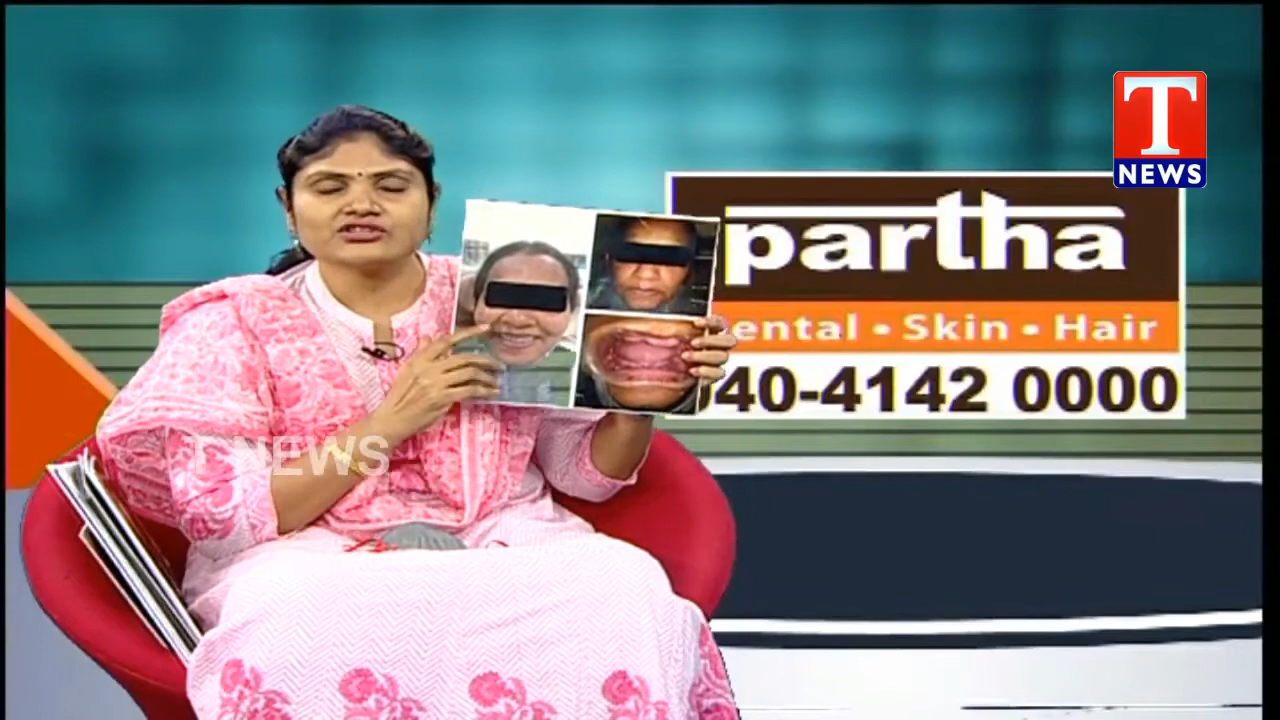 T
NEWS
partha
ental • Skin • Hair
040-4142 0000
T NEWS